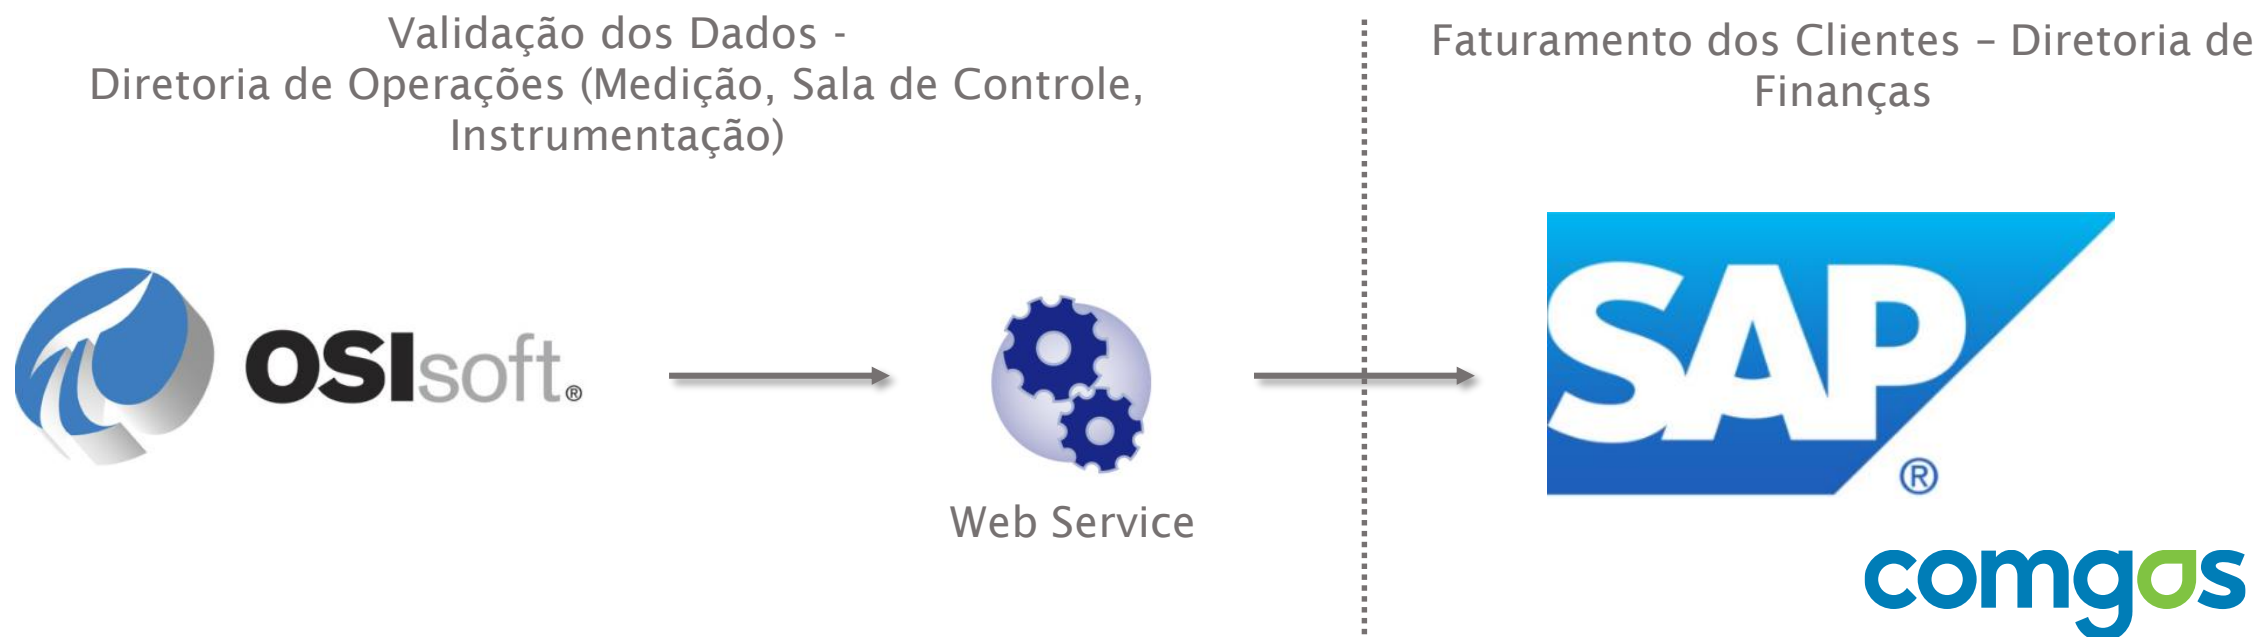 Validação dos Dados -
Diretoria de Operações (Medição, Sala de Controle,
Instrumentação)
Faturamento dos Clientes – Diretoria de
Finanças
OSIsoft®
Web Service
SAP
®
comgas